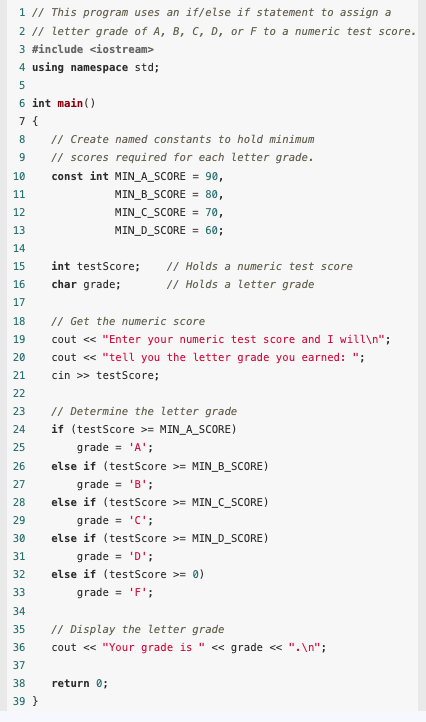 1 // This program uses an if/else if statement to assign a
2 // letter grade of A, B, C, D, or F to a numeric test score.
3 #include <iostream>
4 using namespace std;
5
6 int main()
7 {
8    // Create named constants to hold minimum
9    // scores required for each letter grade.
10    const int MIN_A_SCORE = 90,
11              MIN_B_SCORE = 80,
12              MIN_C_SCORE = 70,
13              MIN_D_SCORE = 60;
14
15    int testScore;    // Holds a numeric test score
16    char grade;       // Holds a letter grade
17
18    // Get the numeric score
19    cout << "Enter your numeric test score and I will\n";
20    cout << "tell you the letter grade you earned: ";
21    cin >> testScore;
22
23    // Determine the letter grade
24    if (testScore >= MIN_A_SCORE)
25        grade = 'A';
26    else if (testScore >= MIN_B_SCORE)
27        grade = 'B';
28    else if (testScore >= MIN_C_SCORE)
29        grade = 'C';
30    else if (testScore >= MIN_D_SCORE)
31        grade = 'D';
32    else if (testScore >= 0)
33        grade = 'F';
34
35    // Display the letter grade
36    cout << "Your grade is " << grade << ".\n";
37
38    return 0;
39 }